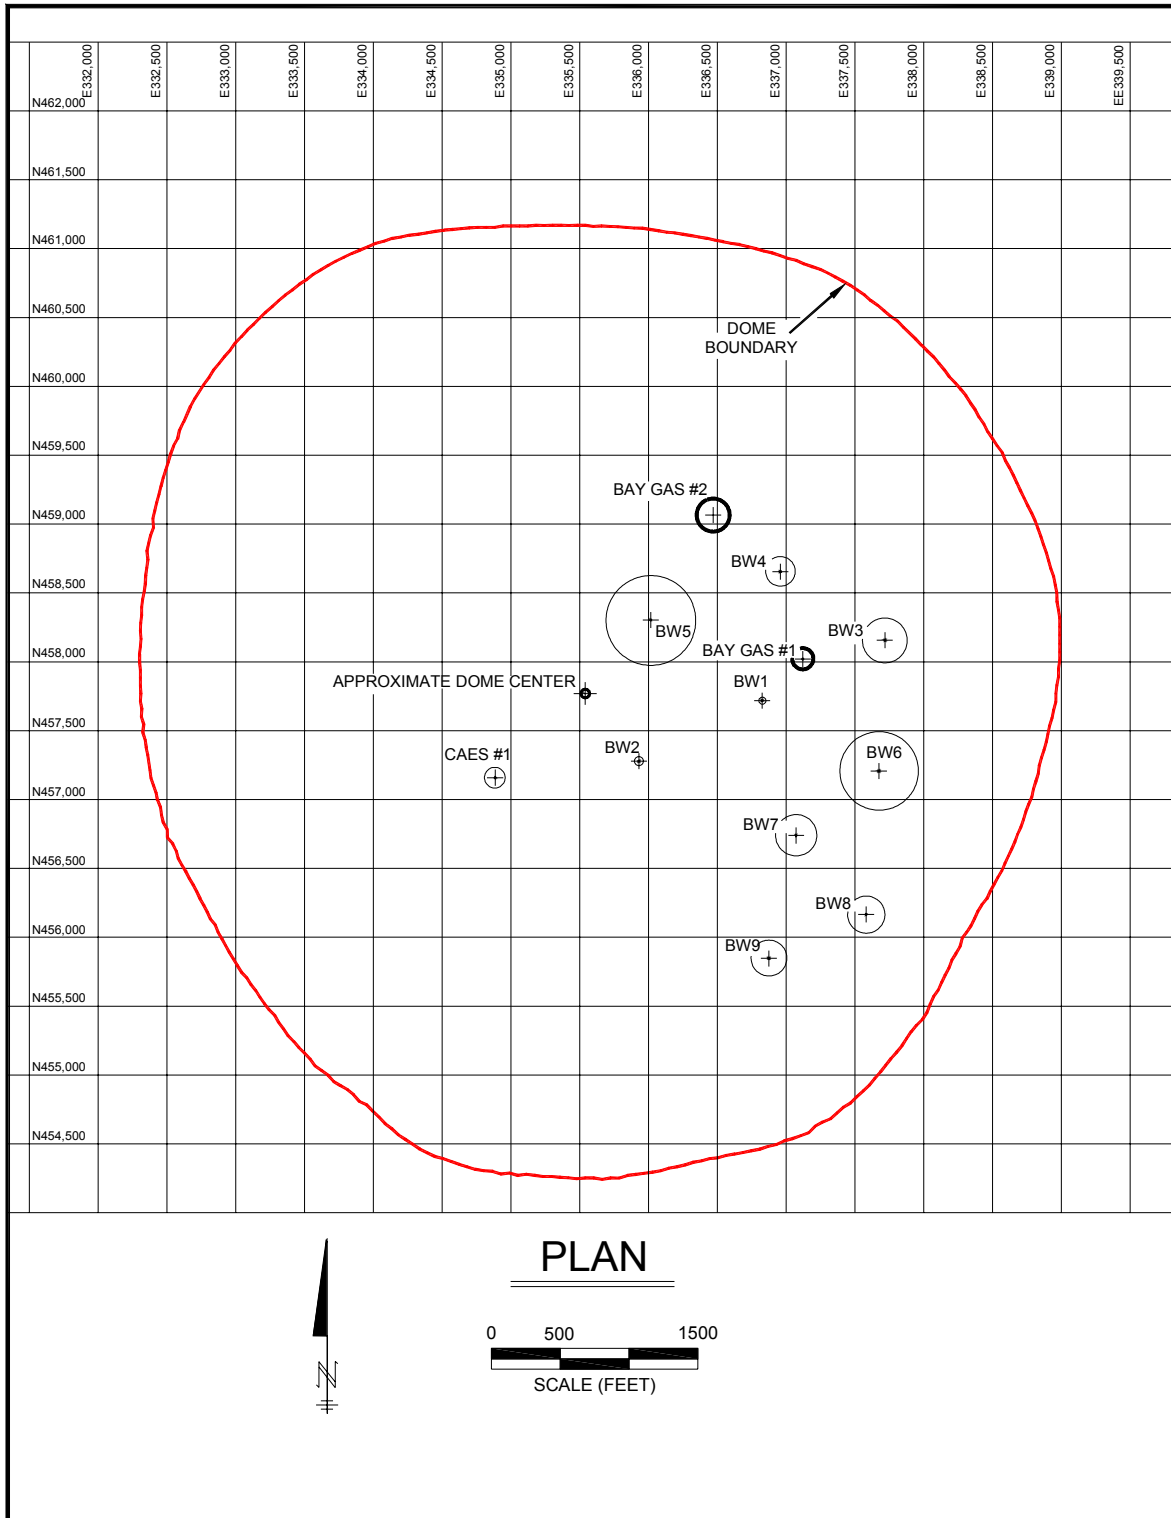 E332,000
E332,500
E333,000
E333,500
E334,000
E334,500
E335,000
E335,500
E336,000
E336,500
E337,000
E337,500
E338,000
E338,500
E339,000
EE339,500
N462,000
N461,500
N461,000
N460,500
DOME
BOUNDARY
N460,000
N459,500
BAY GAS #2
N459,000
BW4
N458,500
BW3
BW5
BAY GAS #1
N458,000
APPROXIMATE DOME CENTER
BW1
N457,500
BW2
CAES #1
BW6
N457,000
BW7
N456,500
BW8
N456,000
BW9
N455,500
N455,000
N454,500
PLAN
0 500 1500
SCALE (FEET)
N